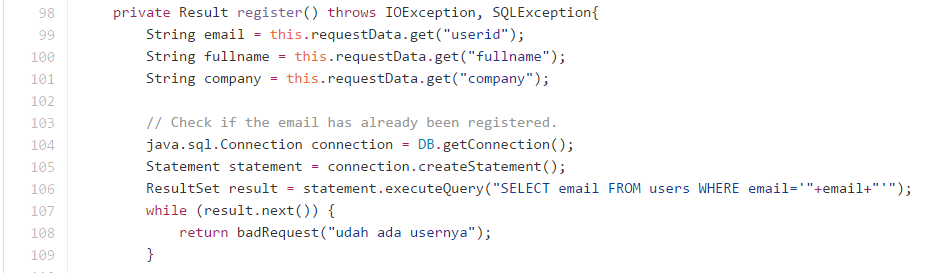 98 private Result register() throws IOException, SQLException{
99 String email = this.requestData.get("userid");
100 String fullname = this.requestData.get("fullname");
101 String company = this.requestData.get("company");
102
103 // Check if the email has already been registered.
104 java.sql.Connection connection = DB.getConnection();
105 Statement statement = connection.createStatement();
106 ResultSet result = statement.executeQuery("SELECT email FROM users WHERE email='"+email+"'");
107 while (result.next()) {
108 return badRequest("udah ada usernya");
109 }